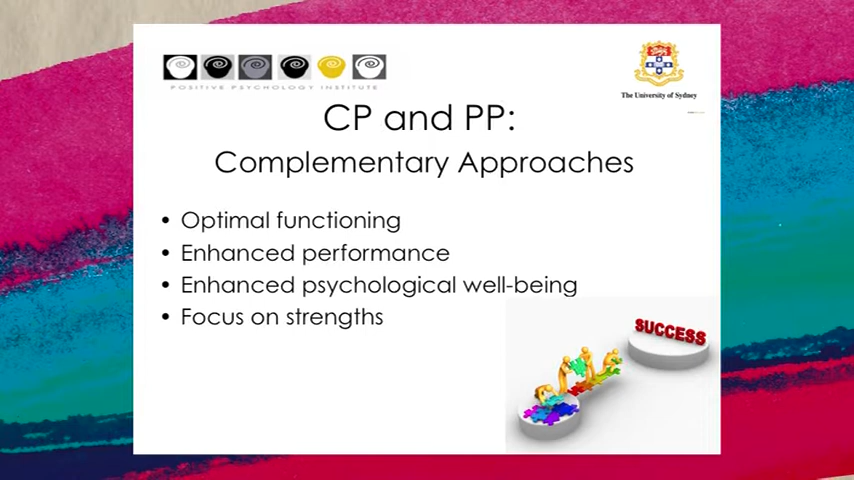 POSITIVE PSYCHOLOGY INSTITUTE
The University of Sydney
CP and PP:
Complementary Approaches
• Optimal functioning
• Enhanced performance
• Enhanced psychological well-being
• Focus on strengths
SUCCESS